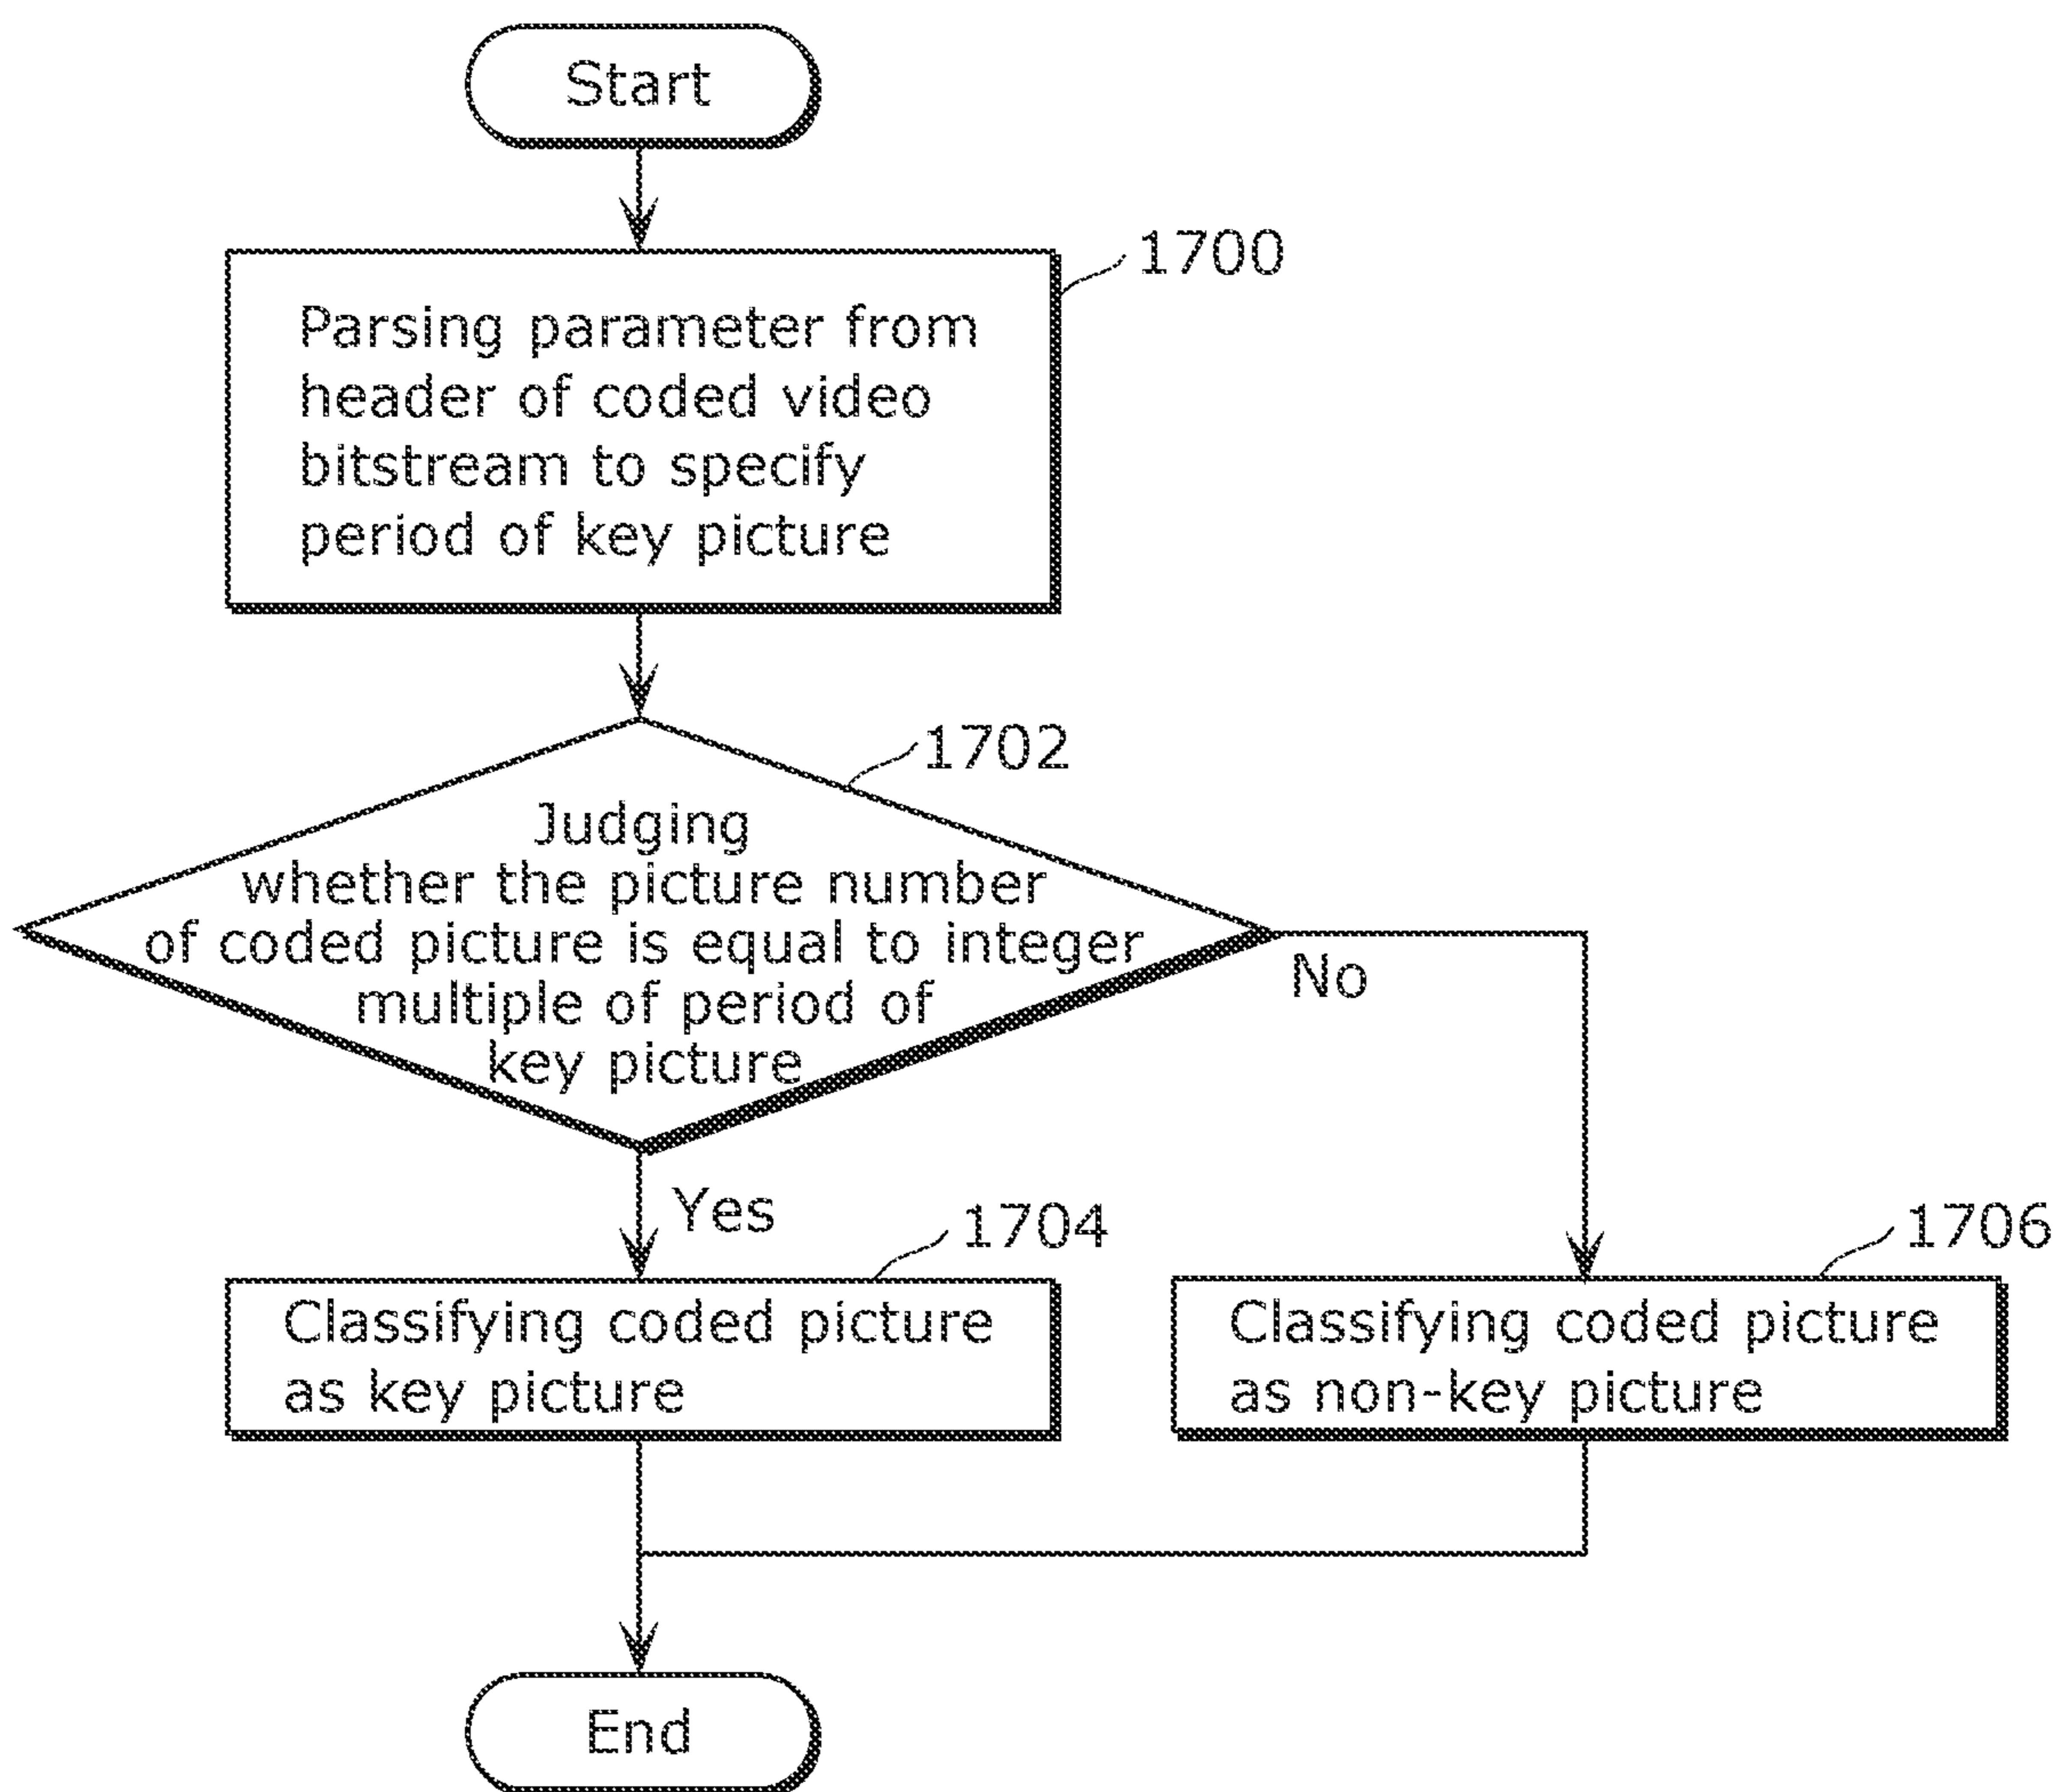 Start
1700
Parsing parameter from
header of coded video
bitstream to specify
period of key picture
1702
Judging
whether the picture number
of coded picture is equal to integer
multiple of period of
key picture
No
Yes
1704
Classifying coded picture
as key picture
1706
Classifying coded picture
as non-key picture
End